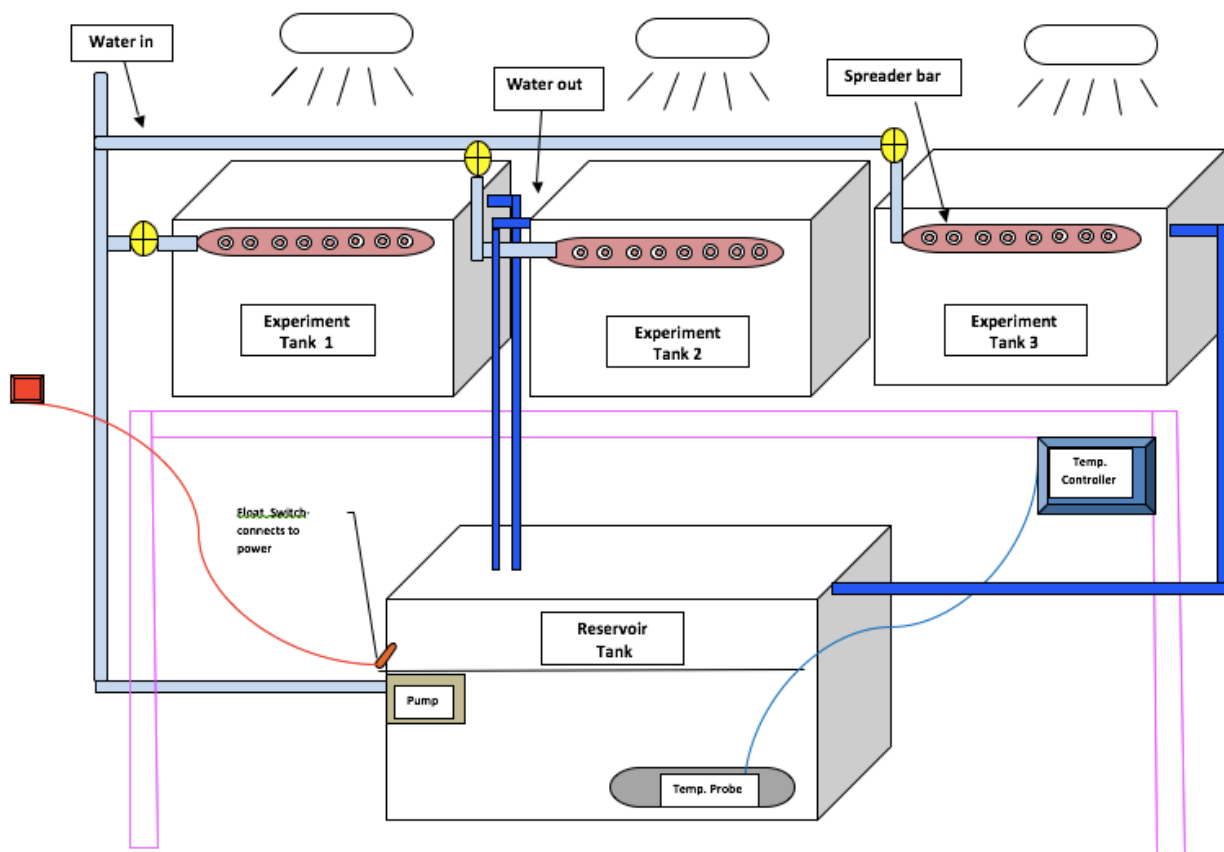 Water in
Water out
Spreader bar
Experiment
Tank 1
Experiment
Tank 2
Experiment
Tank 3
Temp.
Controller
Float Switch-
connects to
power
Reservoir
Tank
Pump
Temp. Probe